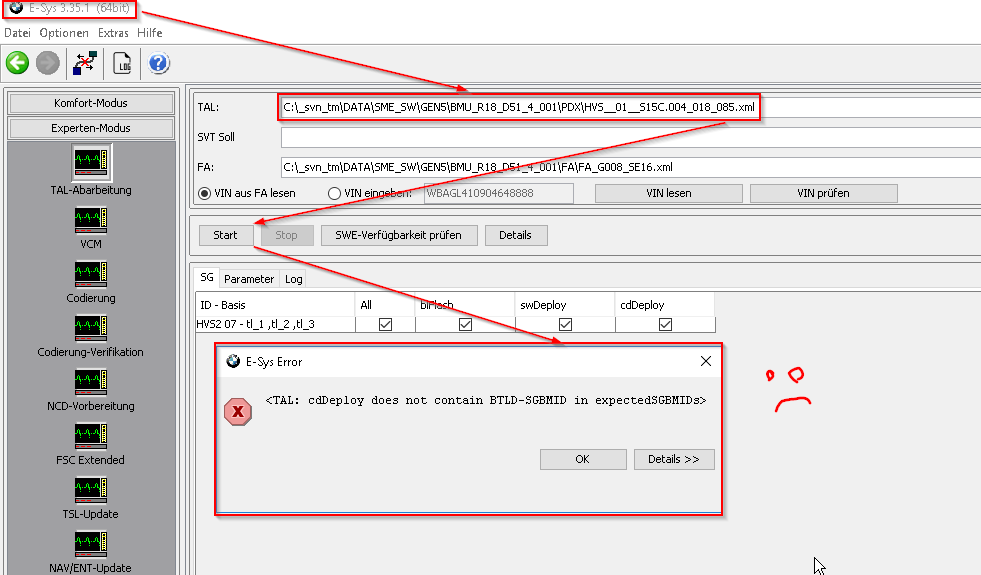 E-Sys 3.35.1 (64bit)
Datei Optionen Extras Hilfe
LOG
Komfort-Modus
Experten-Modus
TAL-Abarbeitung
VCM
Codierung
Codierung-Verifikation
NCD-Vorbereitung
FSC Extended
TSL-Update
NAV/ENT-Update
TAL: C:\_svn_tm\DATA\SME_SW\GEN5\BMU_R18_D51_4_001\PDX\HVS__01__S15C.004_018_085.xml
SVT Soll
FA: C:\_svn_tm\DATA\SME_SW\GEN5\BMU_R18_D51_4_001\FA\FA_G008_SE16.xml
VIN aus FA lesen VIN eingeben: WBAGL410904648888 VIN lesen VIN prüfen
Start Stop SWE-Verfügbarkeit prüfen Details
SG Parameter Log
ID - Basis All blFlash swDeploy cdDeploy
HVS2 07 - tl_1 ,tl_2 ,tl_3
E-Sys Error
<TAL: cdDeploy does not contain BTLD-SGBMID in expectedSGBMIDs>
OK Details >>